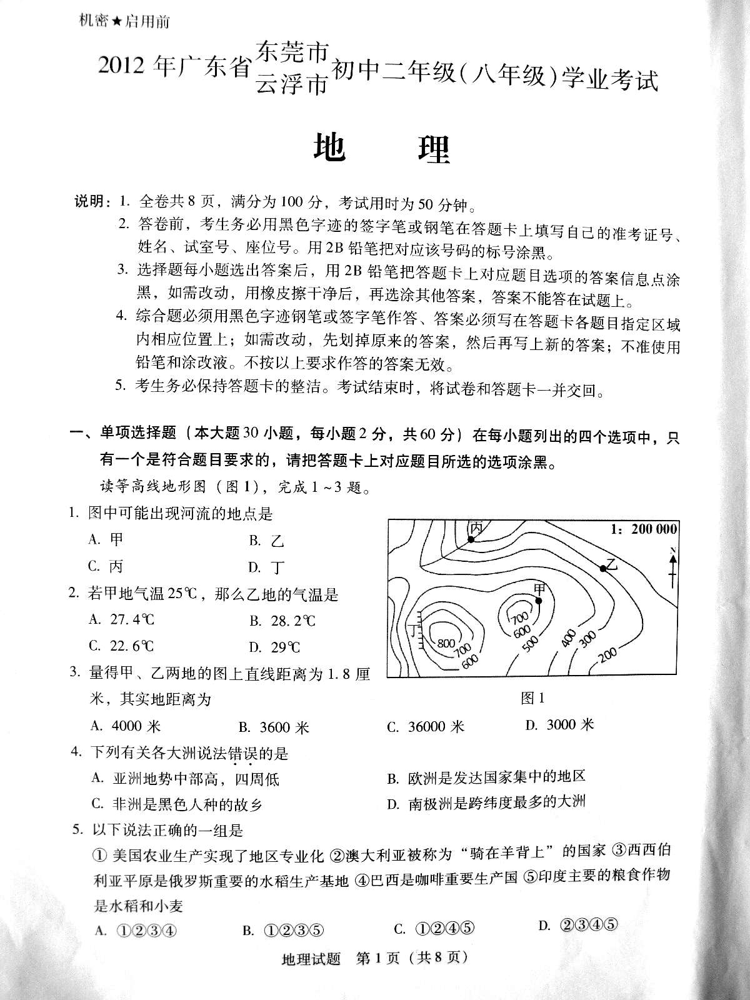 机密★启用前
2012年广东省东莞市云浮市初中二年级(八年级)学业考试
地 理
说明：1. 全卷共8页，满分为100分，考试用时为50分钟。
2. 答卷前，考生务必用黑色字迹的签字笔或钢笔在答题卡上填写自己的准考证号、
姓名、试室号、座位号。用2B铅笔把对应该号码的标号涂黑。
3. 选择题每小题选出答案后，用2B铅笔把答题卡上对应题目选项的答案信息点涂
黑，如需改动，用橡皮擦干净后，再选涂其他答案，答案不能答在试题上。
4. 综合题必须用黑色字迹钢笔或签字笔作答、答案必须写在答题卡各题目指定区域
内相应位置上；如需改动，先划掉原来的答案，然后再写上新的答案；不准使用
铅笔和涂改液。不按以上要求作答的答案无效。
5. 考生务必保持答题卡的整洁。考试结束时，将试卷和答题卡一并交回。
一、单项选择题（本大题30小题，每小题2分，共60分）在每小题列出的四个选项中，只
有一个是符合题目要求的，请把答题卡上对应题目所选的选项涂黑。
读等高线地形图（图1），完成1~3题。
1. 图中可能出现河流的地点是
A. 甲 B. 乙
C. 丙 D. 丁
2. 若甲地气温25℃，那么乙地的气温是
A. 27.4℃ B. 28.2℃
C. 22.6℃ D. 29℃
3. 量得甲、乙两地的图上直线距离为1.8厘
米，其实地距离为
丙
1：200 000
N
乙
甲
丁
700
600
500
400
300
200
800
700
600
图1
A. 4000米 B. 3600米 C. 36000米 D. 3000米
4. 下列有关各大洲说法错误的是
A. 亚洲地势中部高，四周低 B. 欧洲是发达国家集中的地区
C. 非洲是黑色人种的故乡 D. 南极洲是跨纬度最多的大洲
5. 以下说法正确的一组是
① 美国农业生产实现了地区专业化 ②澳大利亚被称为“骑在羊背上”的国家 ③西西伯
利亚平原是俄罗斯重要的水稻生产基地 ④巴西是咖啡重要生产国 ⑤印度主要的粮食作物
是水稻和小麦
A. ①②③④ B. ①②③⑤ C. ①②④⑤ D. ②③④⑤
地理试题 第1页（共8页）